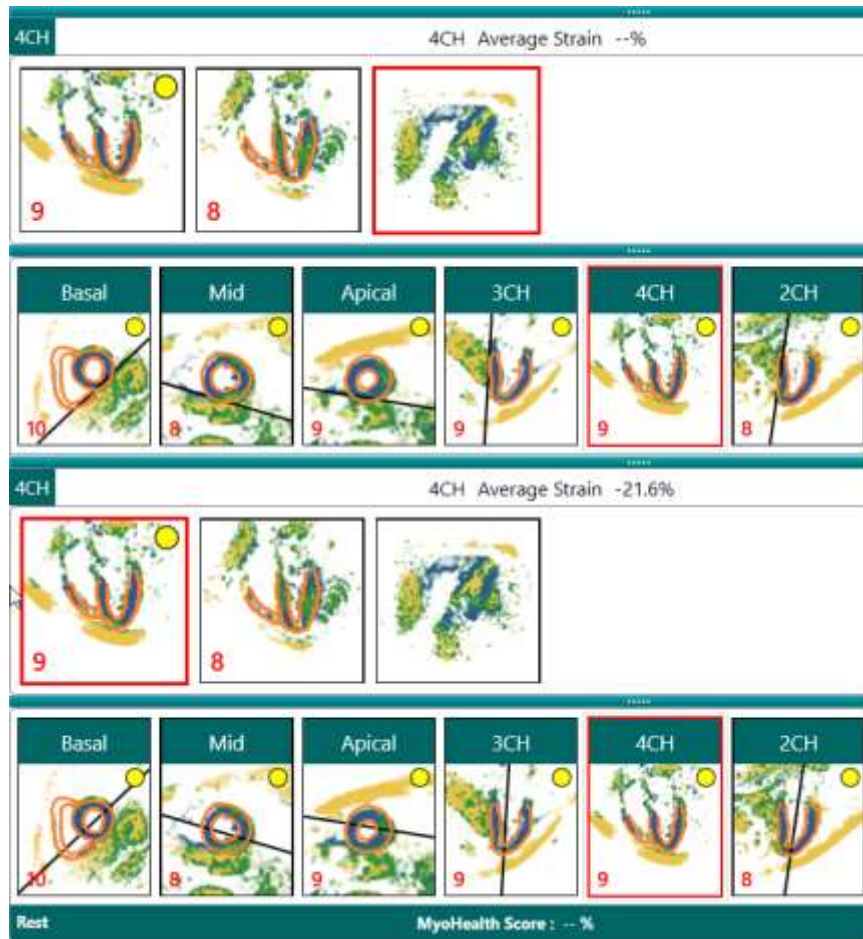 4CH 4CH Average Strain --%
9 8
Basal Mid Apical 3CH 4CH 2CH
10 8 9 9 9 8
4CH 4CH Average Strain -21.6%
9 8
Basal Mid Apical 3CH 4CH 2CH
10 8 9 9 9 8
Rest MyoHealth Score : -- %